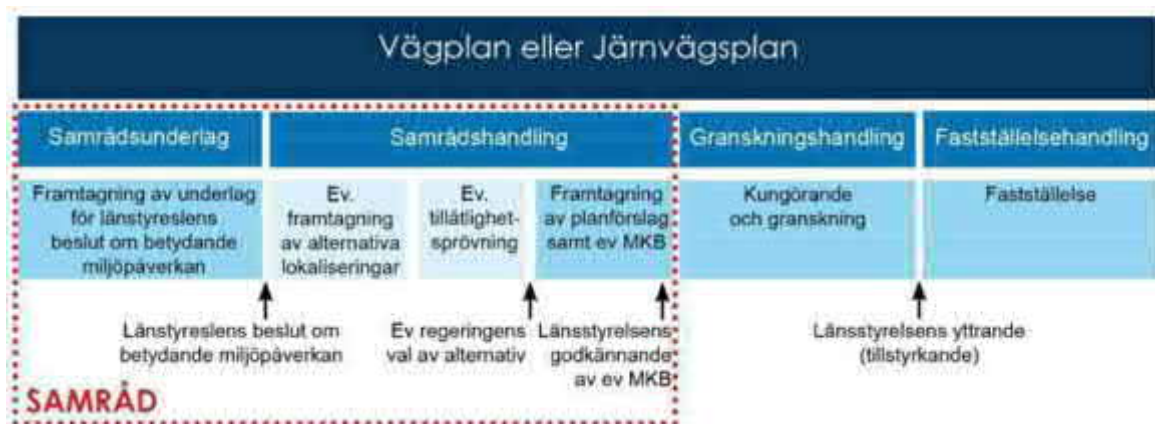 Vägplan eller Järnvägsplan
Samrådsunderlag
Samrådshandling
Granskningshandling
Fastställelsehandling
Framtagning av underlag
för länstyreslens
beslut om betydande
miljöpåverkan
Ev.
framtagning
av alternativa
lokaliseringar
Ev.
tillåtlighet-
sprövning
Framtagning
av planförslag
samt ev MKB
Kungörande
och granskning
Fastställelse
Länstyreslens beslut om
betydande miljöpåverkan
Ev regeringens
val av alternativ
Länsstyrelsens
godkännande
av ev MKB
Länsstyrelsens yttrande
(tillstyrkande)
SAMRÅD